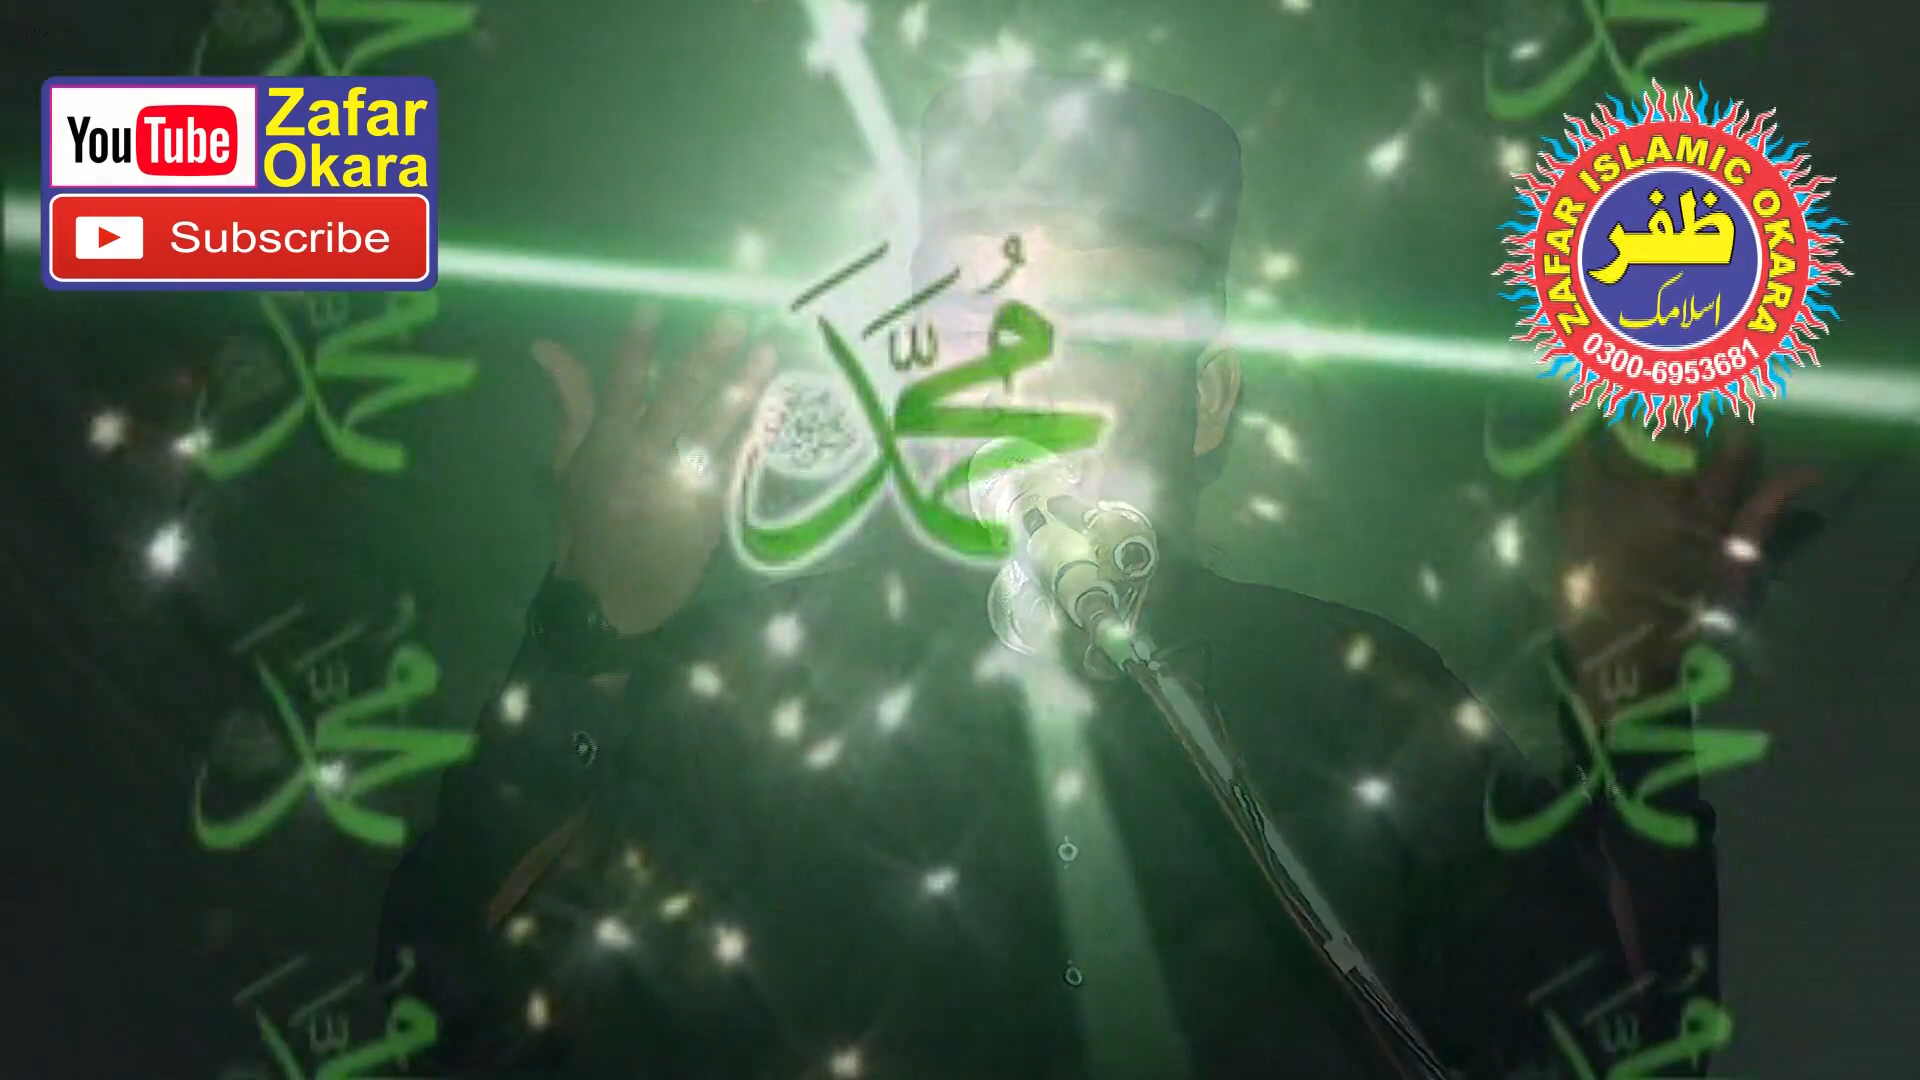 YouTube
Zafar
Okara
Subscribe
ZAFAR ISLAMIC OKARA
ظفر
اسلامک
0300-6953681
مُحَمَّد